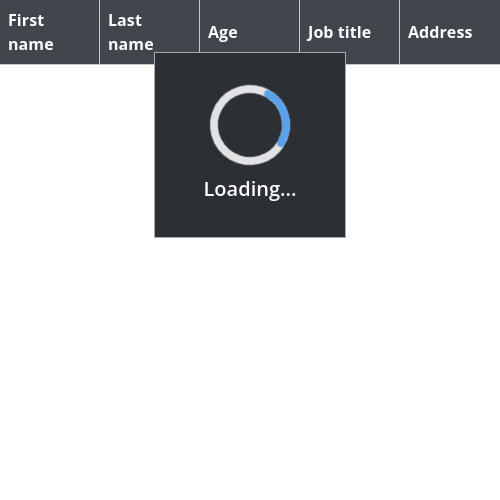 First name
Last name
Age
Job title
Address
Loading...